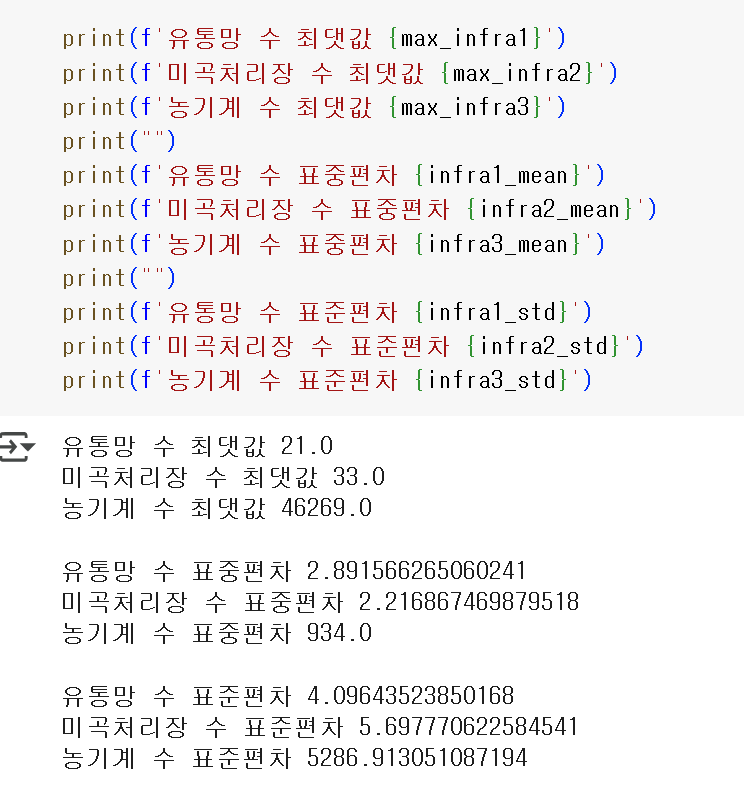 print(f'유통망 수 최댓값 {max_infra1}')
print(f'미곡처리장 수 최댓값 {max_infra2}')
print(f'농기계 수 최댓값 {max_infra3}')
print("")
print(f'유통망 수 표중편차 {infra1_mean}')
print(f'미곡처리장 수 표중편차 {infra2_mean}')
print(f'농기계 수 표중편차 {infra3_mean}')
print("")
print(f'유통망 수 표준편차 {infra1_std}')
print(f'미곡처리장 수 표준편차 {infra2_std}')
print(f'농기계 수 표준편차 {infra3_std}')
유통망 수 최댓값 21.0
미곡처리장 수 최댓값 33.0
농기계 수 최댓값 46269.0
유통망 수 표중편차 2.891566265060241
미곡처리장 수 표중편차 2.216867469879518
농기계 수 표중편차 934.0
유통망 수 표준편차 4.09643523850168
미곡처리장 수 표준편차 5.697770622584541
농기계 수 표준편차 5286.913051087194